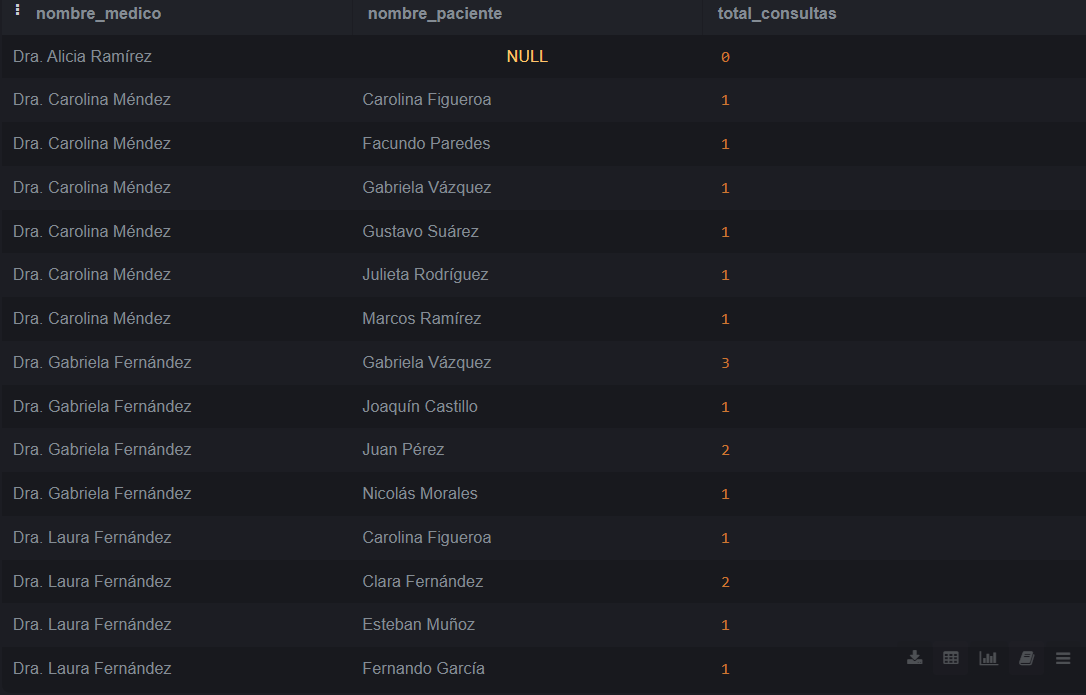 nombre_medico nombre_paciente total_consultas
Dra. Alicia Ramírez NULL 0
Dra. Carolina Méndez Carolina Figueroa 1
Dra. Carolina Méndez Facundo Paredes 1
Dra. Carolina Méndez Gabriela Vázquez 1
Dra. Carolina Méndez Gustavo Suárez 1
Dra. Carolina Méndez Julieta Rodríguez 1
Dra. Carolina Méndez Marcos Ramírez 1
Dra. Gabriela Fernández Gabriela Vázquez 3
Dra. Gabriela Fernández Joaquín Castillo 1
Dra. Gabriela Fernández Juan Pérez 2
Dra. Gabriela Fernández Nicolás Morales 1
Dra. Laura Fernández Carolina Figueroa 1
Dra. Laura Fernández Clara Fernández 2
Dra. Laura Fernández Esteban Muñoz 1
Dra. Laura Fernández Fernando García 1